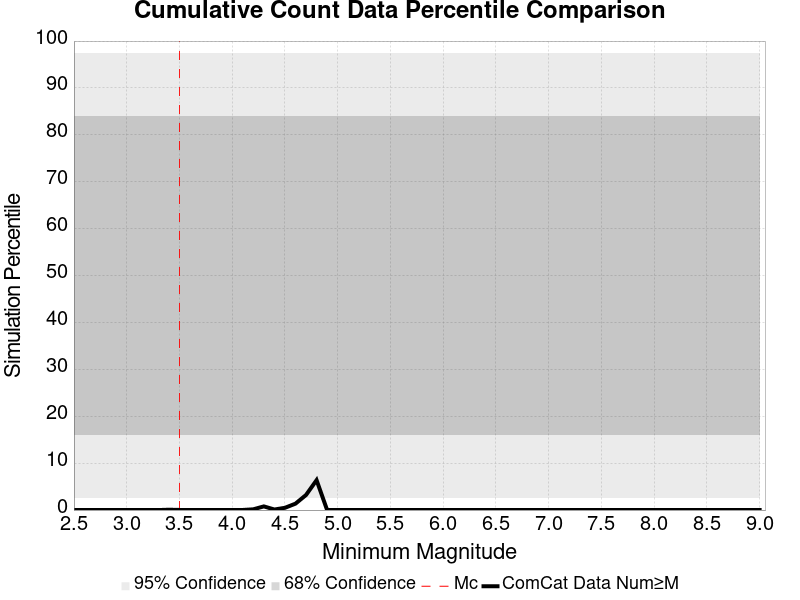 Cumulative Count Data Percentile Comparison
100
90
80
70
60
50
40
30
20
10
0
Simulation Percentile
2.5 3.0 3.5 4.0 4.5 5.0 5.5 6.0 6.5 7.0 7.5 8.0 8.5 9.0
Minimum Magnitude
95% Confidence 68% Confidence Mc ComCat Data Num≥M